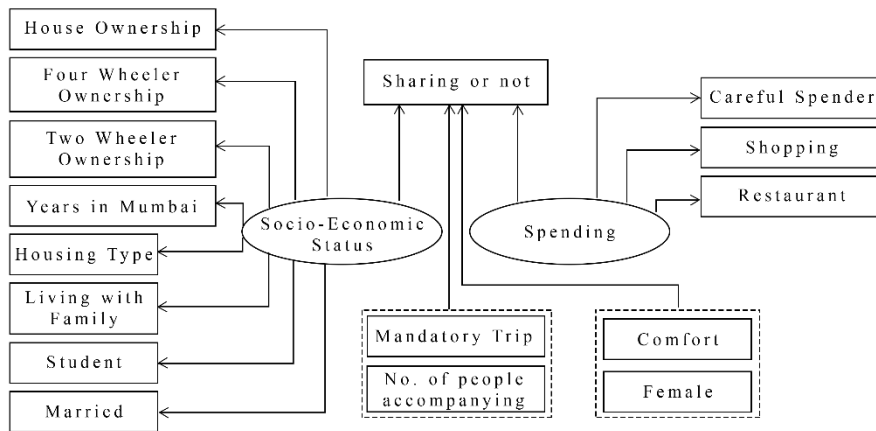 House Ownership
Four Wheeler
Ownership
Two Wheeler
Ownership
Years in Mumbai
Housing Type
Living with
Family
Student
Married
Socio-Economic
Status
Sharing or not
Spending
Careful Spender
Shopping
Restaurant
Mandatory Trip
No. of people
accompanying
Comfort
Female